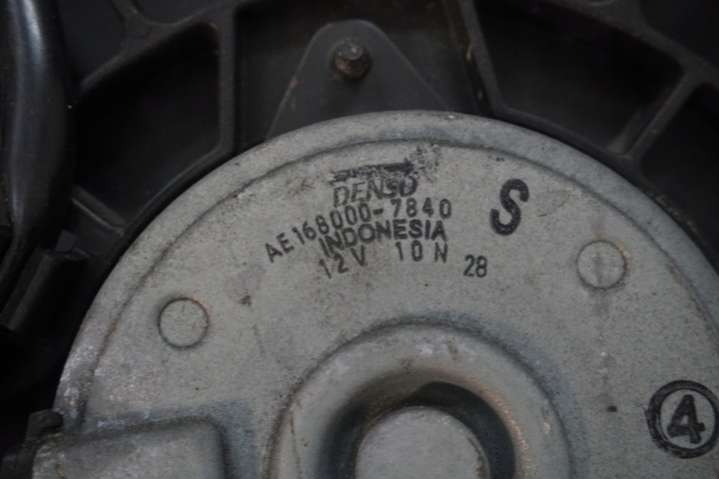 DENSO
AE168000-7840
INDONESIA
12V 10N 28
S
4